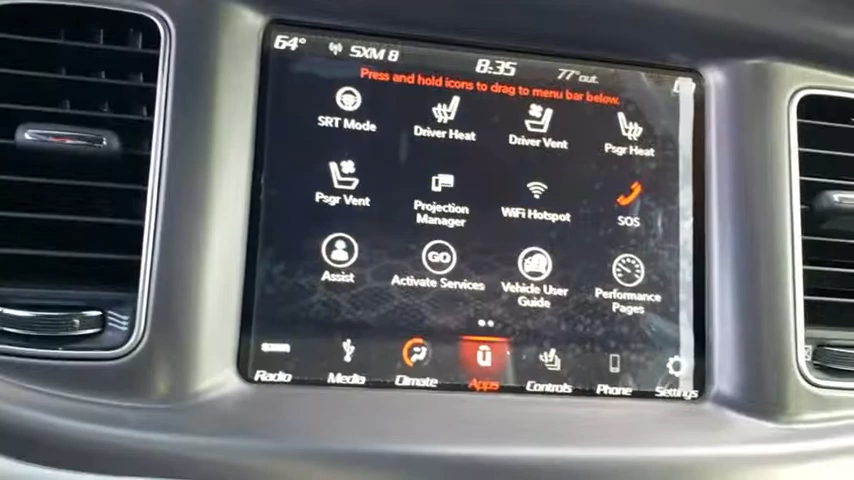 64° SXM 8 8:35 77° out.
Press and hold icons to drag to menu bar below.
SRT Mode Driver Heat Driver Vent Psgr Heat
Psgr Vent Projection Manager WiFi Hotspot SOS
GO
Assist Activate Services Vehicle User Guide Performance Pages
Radio Media Climate Apps Controls Phone Settings